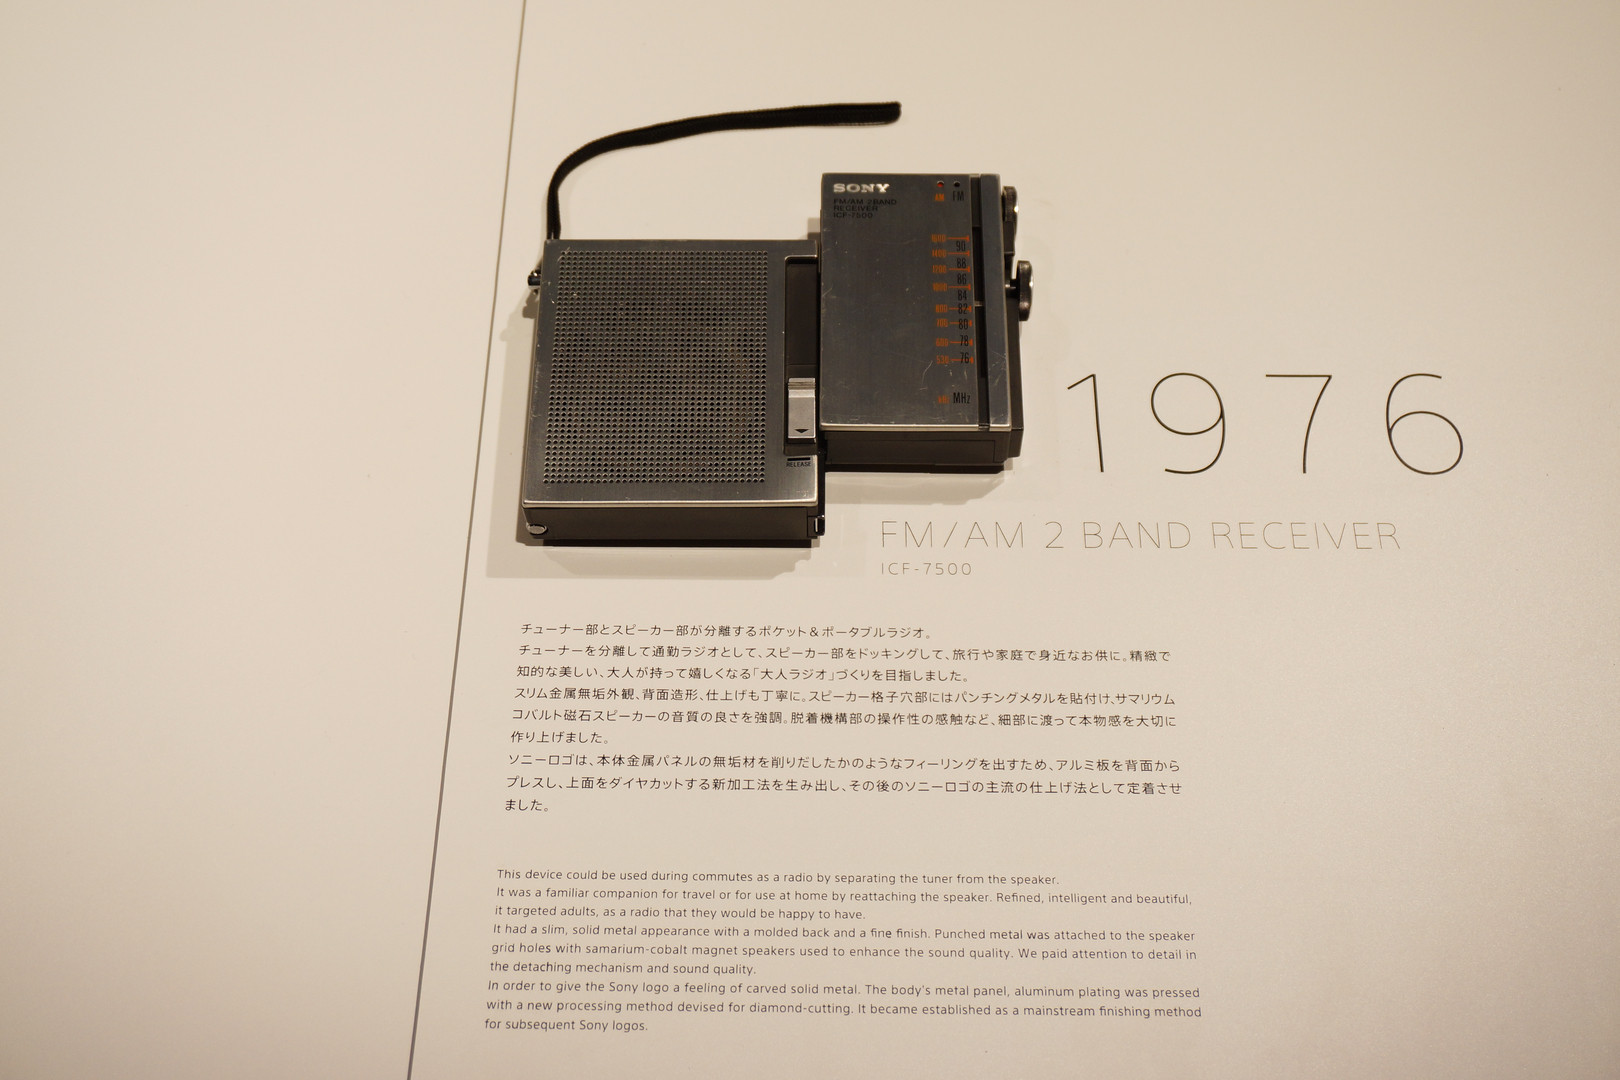 SONY
FM/AM 2BAND
RECEIVER
ICF-7500
AM FM
90
88
86
84
82
80
78
76
MHz
RELEASE
1976
FM/AM 2 BAND RECEIVER
ICF-7500
チューナー部とスピーカー部が分離するポケット＆ポータブルラジオ。
チューナーを分離して通勤ラジオとして、スピーカー部をドッキングして、旅行や家庭で身近なお供に。精緻で
知的な美しい、大人が持って嬉しくなる「大人ラジオ」づくりを目指しました。
スリム金属無垢外観、背面造形、仕上げも丁寧に。スピーカー格子穴部にはパンチングメタルを貼付け、サマリウム
コバルト磁石スピーカーの音質の良さを強調。脱着機構部の操作性の感触など、細部に渡って本物感を大切に
作り上げました。
ソニーロゴは、本体金属パネルの無垢材を削りだしたかのようなフィーリングを出すため、アルミ板を背面から
プレスし、上面をダイヤカットする新加工法を生み出し、その後のソニーロゴの主流の仕上げ法として定着させ
ました。
This device could be used during commutes as a radio by separating the tuner from the speaker.
It was a familiar companion for travel or for use at home by reattaching the speaker. Refined, intelligent and beautiful,
it targeted adults, as a radio that they would be happy to have.
It had a slim, solid metal appearance with a molded back and a fine finish. Punched metal was attached to the speaker
grid holes with samarium-cobalt magnet speakers used to enhance the sound quality. We paid attention to detail in
the detaching mechanism and sound quality.
In order to give the Sony logo a feeling of carved solid metal. The body's metal panel, aluminum plating was pressed
with a new processing method devised for diamond-cutting. It became established as a mainstream finishing method
for subsequent Sony logos.